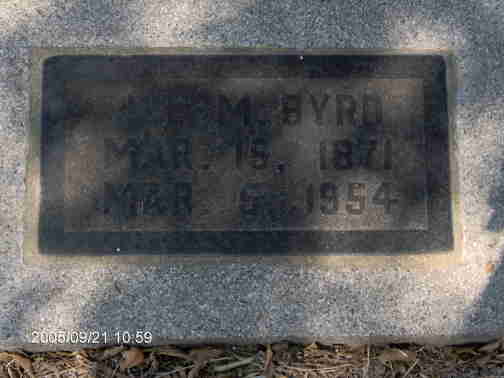 M. BYRD
MAR. 15, 1871
MAR. 1954
2005/09/21 10:59